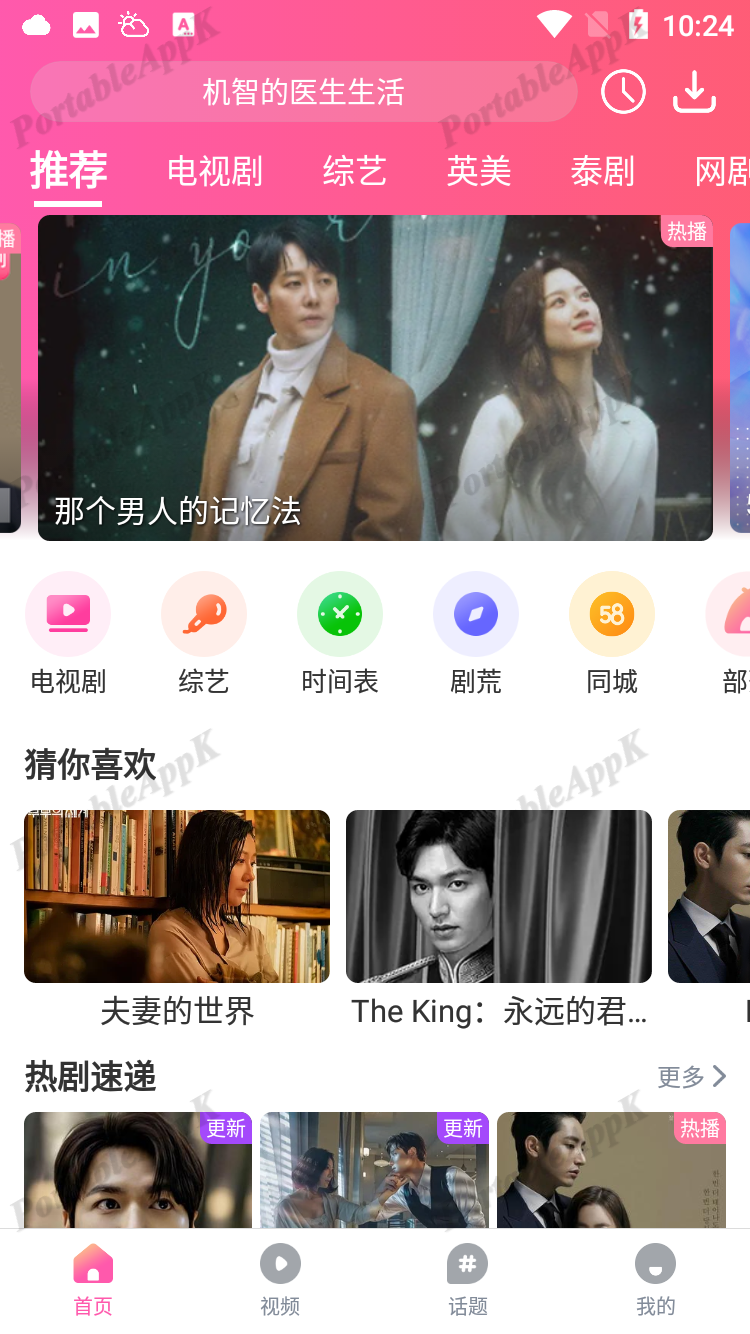 10:24
机智的医生生活
推荐 电视剧 综艺 英美 泰剧 网剧
播 热播
in your
那个男人的记忆法
电视剧 综艺 时间表 剧荒 58 同城
猜你喜欢
夫妻的世界 The King：永远的君...
热剧速递 更多
更新 更新 热播
首页 视频 话题 我的
PortableAppK